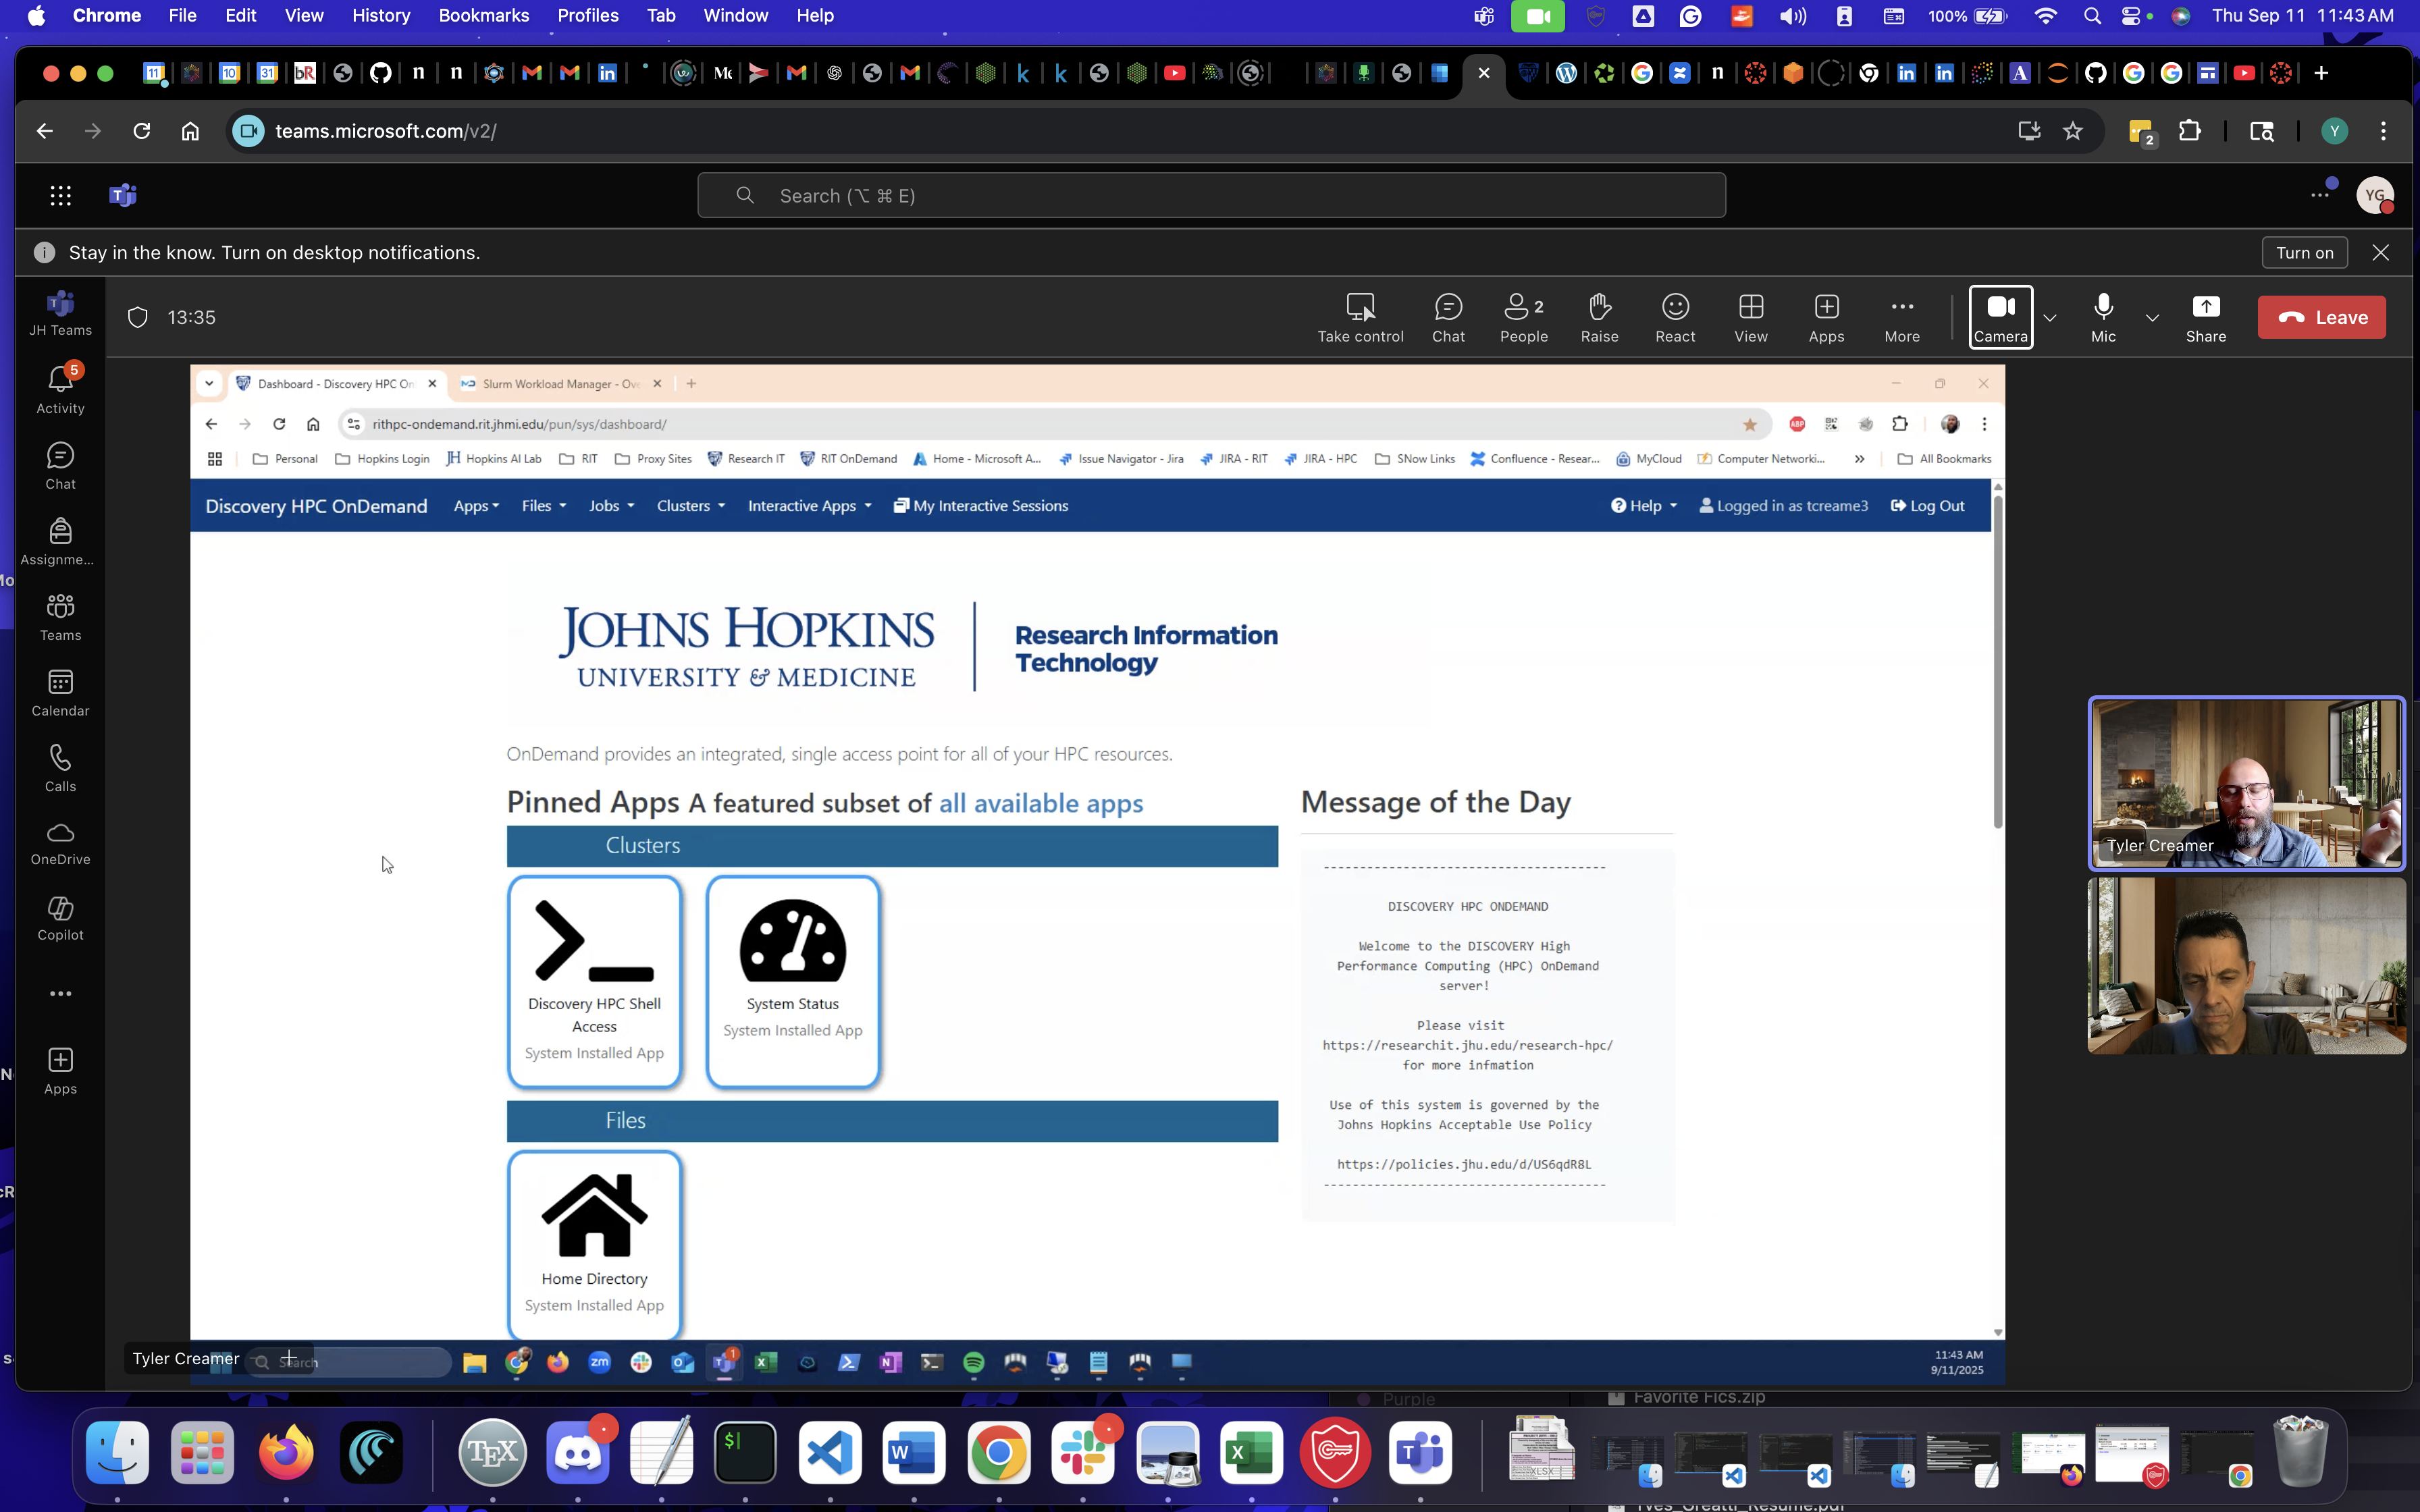 Chrome File Edit View History Bookmarks Profiles Tab Window Help
100% Thu Sep 11 11:43 AM
teams.microsoft.com/v2/
2
Y
Search (⌥ ⌘ E)
YG
Stay in the know. Turn on desktop notifications.
Turn on
JH Teams
5
Activity
Chat
Assignme...
Teams
Calendar
Calls
OneDrive
Copilot
Apps
13:35
Take control
Chat
2
People
Raise
React
View
Apps
More
Camera
Mic
Share
Leave
Dashboard - Discovery HPC On
Slurm Workload Manager - Ov
rithpc-ondemand.rit.jhmi.edu/pun/sys/dashboard/
ABP
Personal Hopkins Login Hopkins AI Lab RIT Proxy Sites Research IT RIT OnDemand Home - Microsoft A... Issue Navigator - Jira JIRA - RIT JIRA - HPC SNow Links Confluence - Resear... MyCloud Computer Networki... » All Bookmarks
Discovery HPC OnDemand Apps Files Jobs Clusters Interactive Apps My Interactive Sessions Help Logged in as tcreame3 Log Out
JOHNS HOPKINS
UNIVERSITY & MEDICINE
Research Information
Technology
OnDemand provides an integrated, single access point for all of your HPC resources.
Pinned Apps A featured subset of all available apps
Clusters
Discovery HPC Shell
Access
System Installed App
System Status
System Installed App
Files
Home Directory
System Installed App
Message of the Day
DISCOVERY HPC ONDEMAND
Welcome to the DISCOVERY High
Performance Computing (HPC) OnDemand
server!
Please visit
https://researchit.jhu.edu/research-hpc/
for more infmation
Use of this system is governed by the
Johns Hopkins Acceptable Use Policy
https://policies.jhu.edu/d/US6qdR8L
Tyler Creamer
Tyler Creamer
Search
11:43 AM
9/11/2025
Purple
Favorite Fics.zip
TEX
Yves_Greatti_Resume.pdf